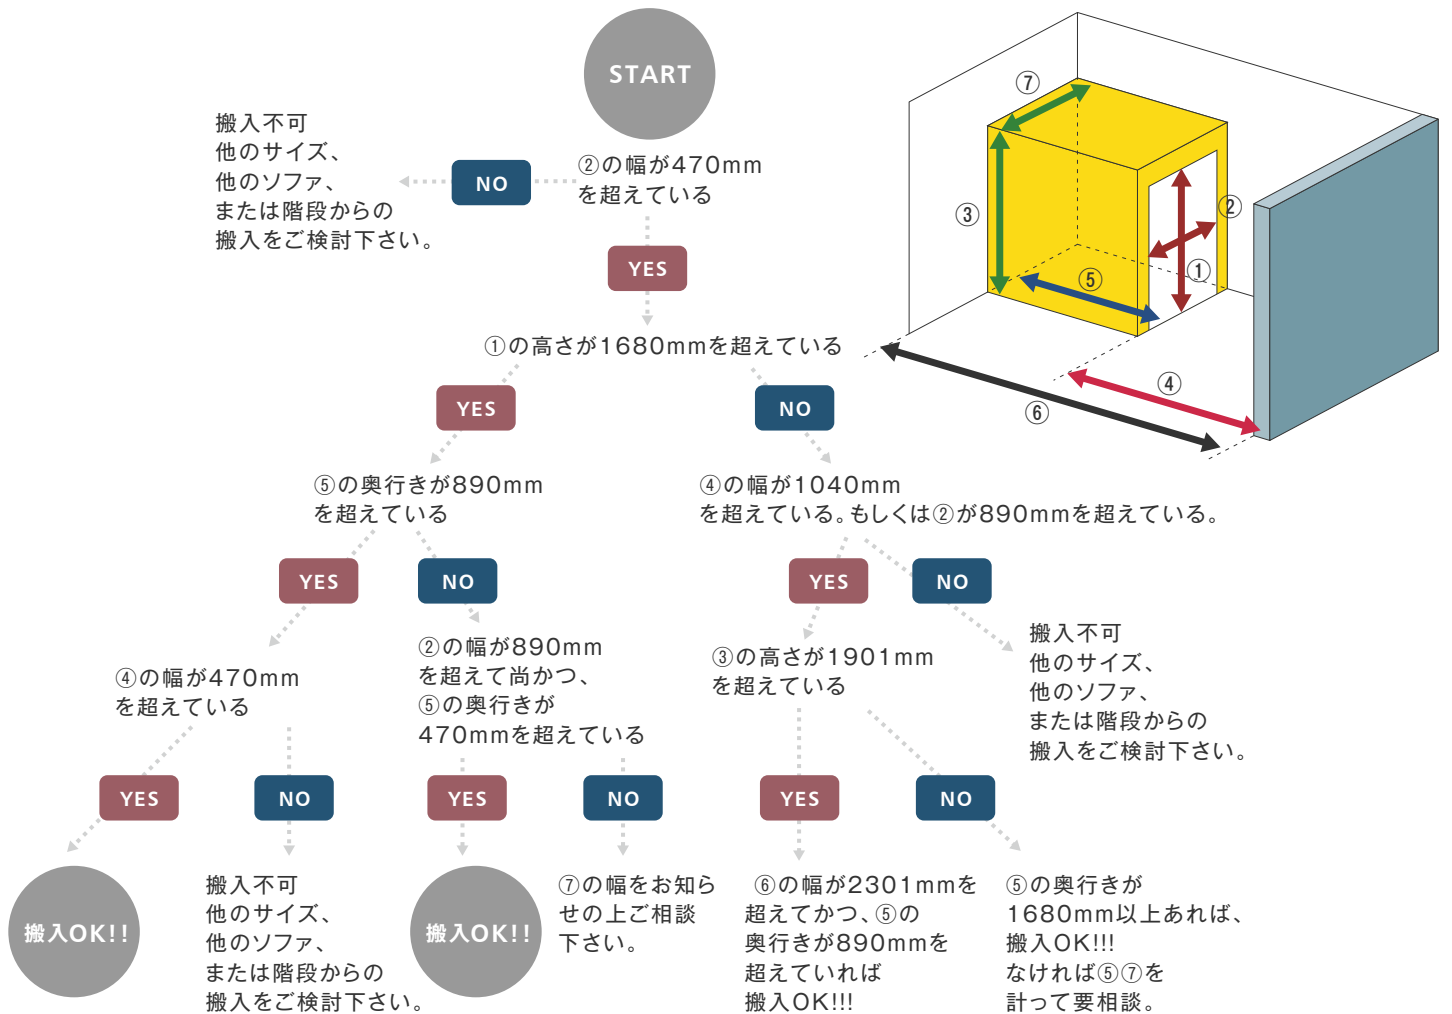 START
②の幅が470mm
を超えている
NO
搬入不可
他のサイズ、
他のソファ、
または階段からの
搬入をご検討下さい。
YES
①の高さが1680mmを超えている
YES
NO
⑤の奥行きが890mm
を超えている
④の幅が1040mm
を超えている。もしくは②が890mmを超えている。
YES
NO
YES
NO
④の幅が470mm
を超えている
②の幅が890mm
を超えて尚かつ、
⑤の奥行きが
470mmを超えている
③の高さが1901mm
を超えている
搬入不可
他のサイズ、
他のソファ、
または階段からの
搬入をご検討下さい。
YES
NO
YES
NO
YES
NO
搬入OK!!
搬入不可
他のサイズ、
他のソファ、
または階段からの
搬入をご検討下さい。
搬入OK!!
⑦の幅をお知ら
せの上ご相談
下さい。
⑥の幅が2301mmを
超えてかつ、⑤の
奥行きが890mmを
超えていれば
搬入OK!!!
⑤の奥行きが
1680mm以上あれば、
搬入OK!!!
なければ⑤⑦を
計って要相談。
⑦
③
②
①
⑤
④
⑥